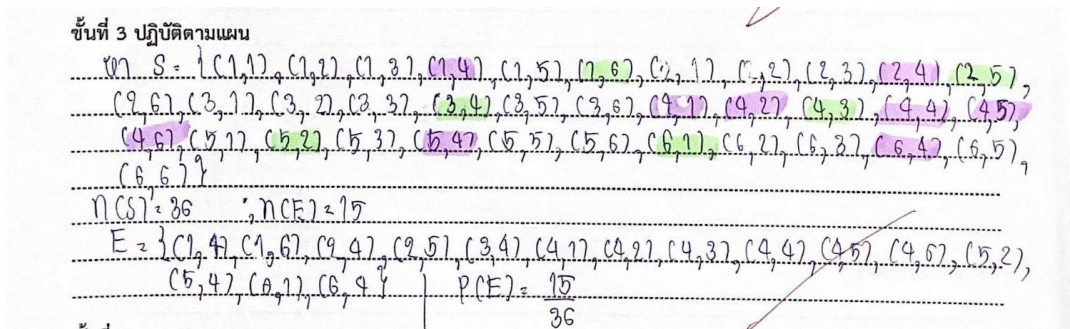 ขั้นที่ 3 ปฏิบัติตามแผน
หา S = {(1,1), (1,2), (1,3), (1,4), (1,5), (1,6), (2,1), (2,2), (2,3), (2,4), (2,5),
(2,6), (3,1), (3,2), (3,3), (3,4), (3,5), (3,6), (4,1), (4,2), (4,3), (4,4), (4,5),
(4,6), (5,1), (5,2), (5,3), (5,4), (5,5), (5,6), (6,1), (6,2), (6,3), (6,4), (6,5),
(6,6)}
n(S) = 36 ; n(E) = 15
E = {(1,4), (1,6), (2,4), (2,5), (3,4), (4,1), (4,2), (4,3), (4,4), (4,5), (4,6), (5,2),
(5,4), (6,1), (6,4} P(E) = 15
36